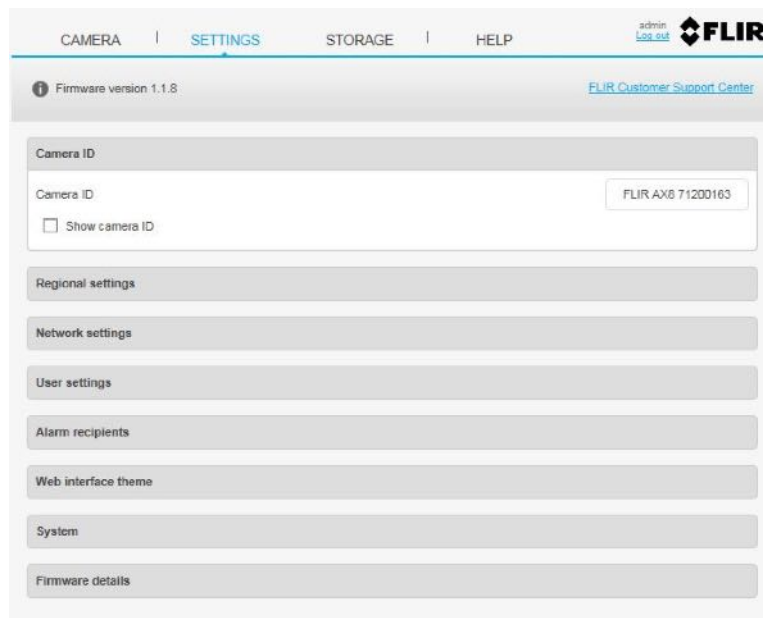 CAMERA | SETTINGS STORAGE | HELP
admin
Log out
FLIR
Firmware version 1.1.8
FLIR Customer Support Center
Camera ID
Camera ID
FLIR AX8 71200163
Show camera ID
Regional settings
Network settings
User settings
Alarm recipients
Web interface theme
System
Firmware details